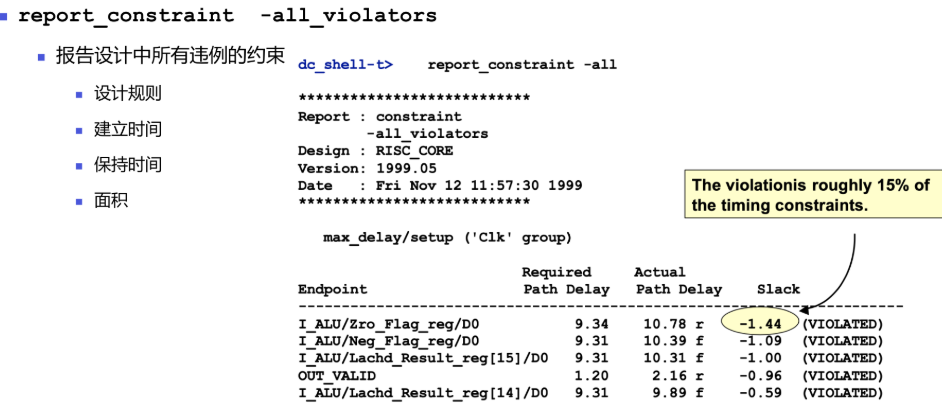 report_constraint -all_violators
报告设计中所有违例的约束
设计规则
建立时间
保持时间
面积
dc_shell-t> report_constraint -all
***************************
Report : constraint
-all_violators
Design : RISC_CORE
Version: 1999.05
Date : Fri Nov 12 11:57:30 1999
***************************
The violationis roughly 15% of
the timing constraints.
max_delay/setup ('Clk' group)
Required Actual
Endpoint Path Delay Path Delay Slack
--------------------------------------------------------------------
I_ALU/Zro_Flag_reg/D0 9.34 10.78 r -1.44 (VIOLATED)
I_ALU/Neg_Flag_reg/D0 9.31 10.39 f -1.09 (VIOLATED)
I_ALU/Lachd_Result_reg[15]/D0 9.31 10.31 f -1.00 (VIOLATED)
OUT_VALID 1.20 2.16 r -0.96 (VIOLATED)
I_ALU/Lachd_Result_reg[14]/D0 9.31 9.89 f -0.59 (VIOLATED)